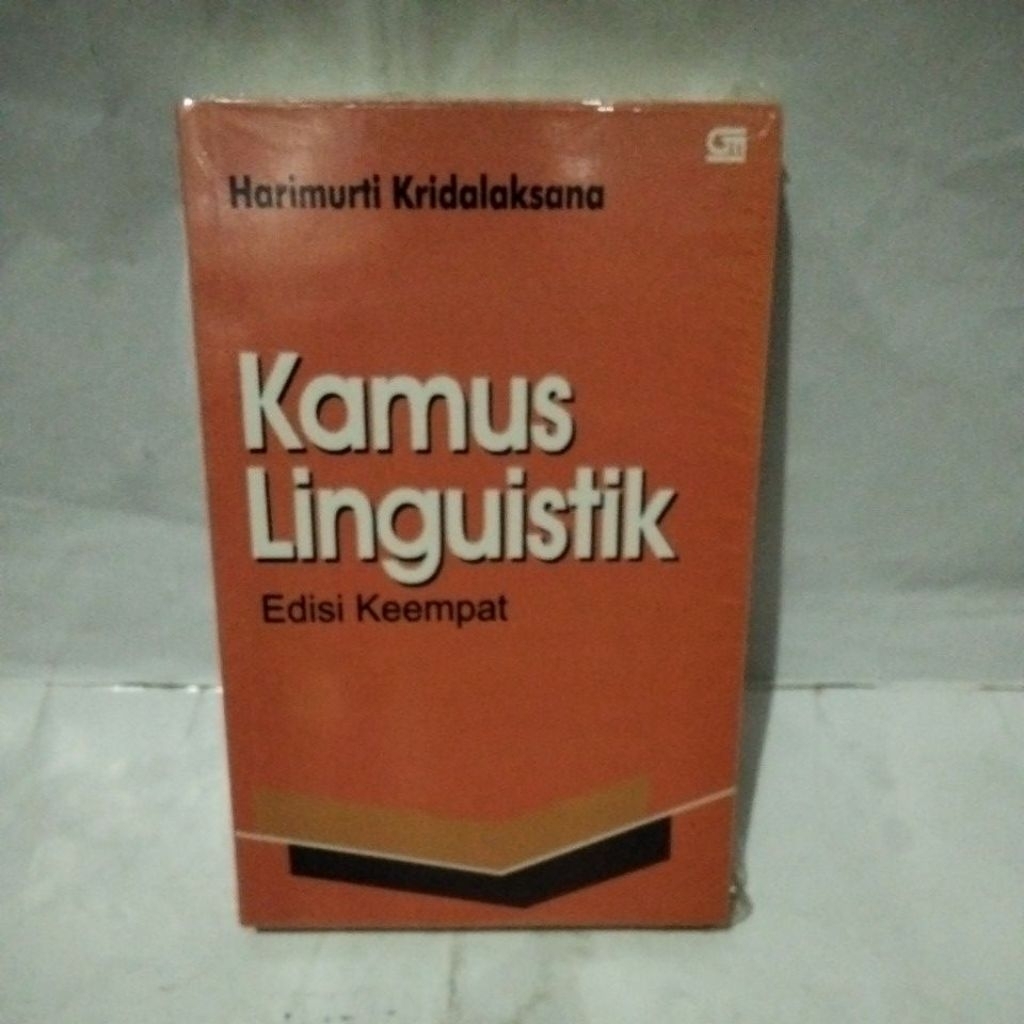 Harimurti Kridalaksana
Kamus
Linguistik
Edisi Keempat